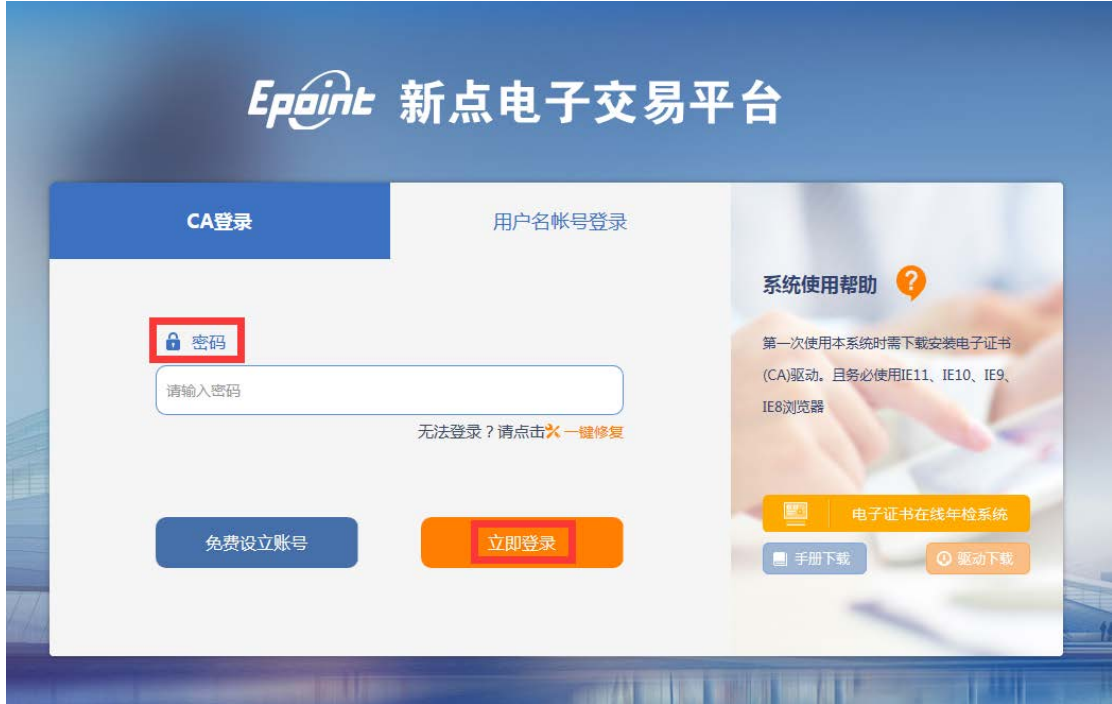 Epoint 新点电子交易平台
CA登录
用户名帐号登录
密码
请输入密码
无法登录？请点击 一键修复
免费设立账号
立即登录
系统使用帮助 ?
第一次使用本系统时需下载安装电子证书
(CA)驱动。且务必使用IE11、IE10、IE9、
IE8浏览器
电子证书在线年检系统
手册下载
驱动下载